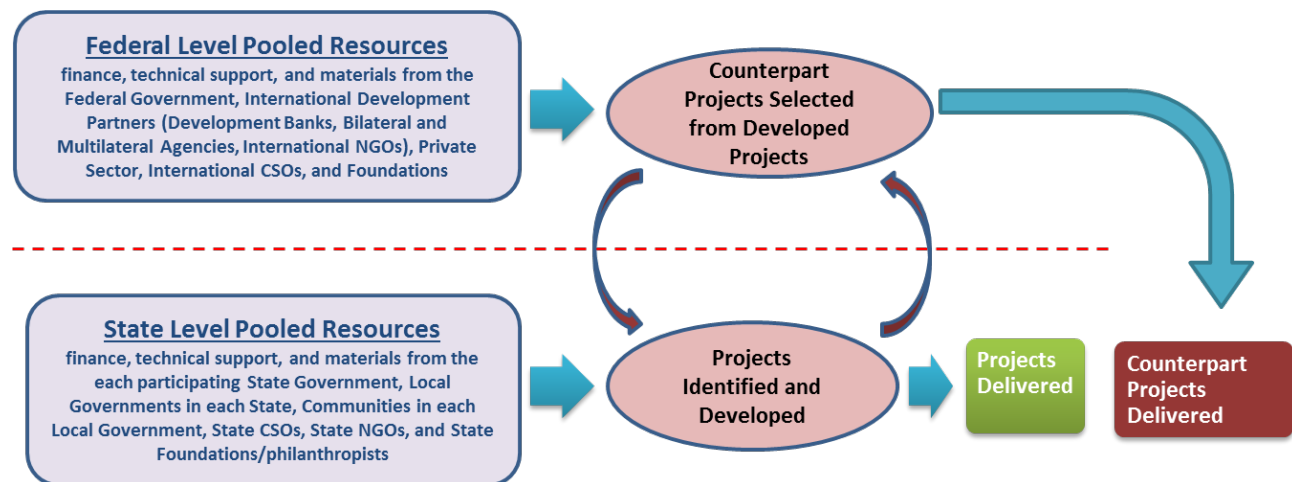 Federal Level Pooled Resources
finance, technical support, and materials from the
Federal Government, International Development
Partners (Development Banks, Bilateral and
Multilateral Agencies, International NGOs), Private
Sector, International CSOs, and Foundations
Counterpart
Projects Selected
from Developed
Projects
State Level Pooled Resources
finance, technical support, and materials from the
each participating State Government, Local
Governments in each State, Communities in each
Local Government, State CSOs, State NGOs, and State
Foundations/philanthropists
Projects
Identified and
Developed
Projects
Delivered
Counterpart
Projects
Delivered